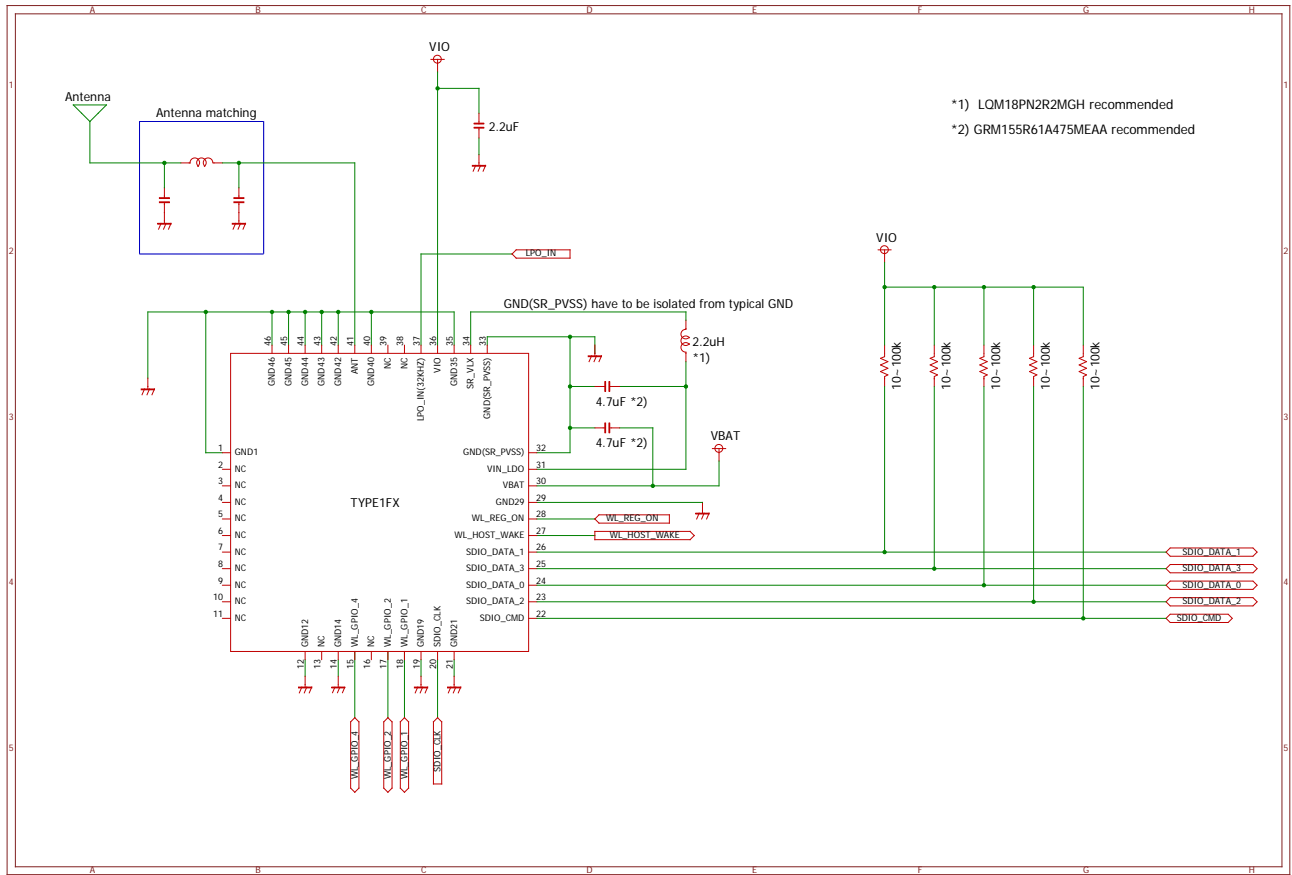 A B C D E F G H
VIO
1 1
Antenna
Antenna matching
*1) LQM18PN2R2MGH recommended
2.2uF
*2) GRM155R61A475MEAA recommended
VIO
2 2
LPO_IN
GND(SR_PVSS) have to be isolated from typical GND
46 45 44 43 42 41 40 39 38 37 36 35 34 33
2.2uH
*1)
GND46 GND45 GND44 GND43 GND42 ANT GND40 NC NC LPO_IN(32KHZ) VIO GND35 SR_VLX GND(SR_PVSS)
10~100k 10~100k 10~100k 10~100k 10~100k
4.7uF *2)
3 3
VBAT
4.7uF *2)
1 GND1 GND(SR_PVSS) 32
2 NC VIN_LDO 31
3 NC VBAT 30
4 NC TYPE1FX GND29 29
5 NC WL_REG_ON 28 WL_REG_ON
6 NC WL_HOST_WAKE 27 WL_HOST_WAKE
7 NC SDIO_DATA_1 26 SDIO_DATA_1
8 NC SDIO_DATA_3 25 SDIO_DATA_3
4 4
9 NC SDIO_DATA_0 24 SDIO_DATA_0
10 NC SDIO_DATA_2 23 SDIO_DATA_2
11 NC SDIO_CMD 22 SDIO_CMD
GND12 NC GND14 WL_GPIO_4 NC WL_GPIO_2 WL_GPIO_1 GND19 SDIO_CLK GND21
12 13 14 15 16 17 18 19 20 21
5 5
WL_GPIO_4 WL_GPIO_2 WL_GPIO_1 SDIO_CLK
A B C D E F G H